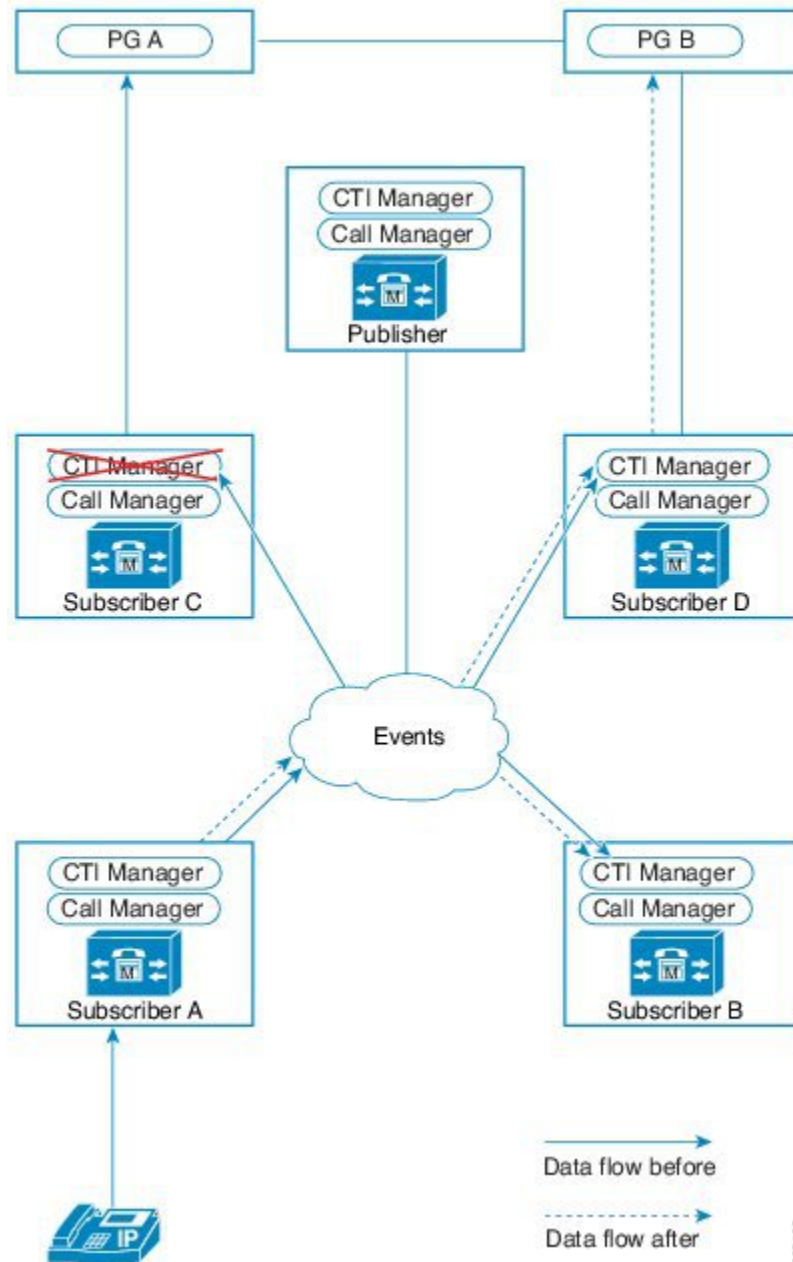 PG A
PG B
CTI Manager
Call Manager
M
Publisher
CTI Manager
Call Manager
M
Subscriber C
CTI Manager
Call Manager
M
Subscriber D
Events
CTI Manager
Call Manager
M
Subscriber A
CTI Manager
Call Manager
M
Subscriber B
IP
Data flow before
Data flow after